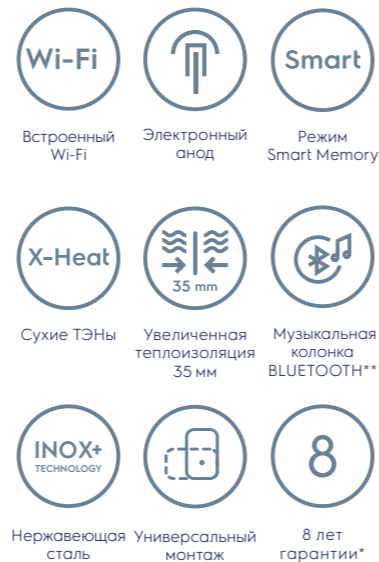 Wi-Fi
Smart
Встроенный
Wi-Fi
Электронный
анод
Режим
Smart Memory
X-Heat
35 mm
Сухие ТЭНы
Увеличенная
теплоизоляция
35 мм
Музыкальная
колонка
BLUETOOTH**
INOX+
TECHNOLOGY
8
Нержавеющая
сталь
Универсальный
монтаж
8 лет
гарантии*